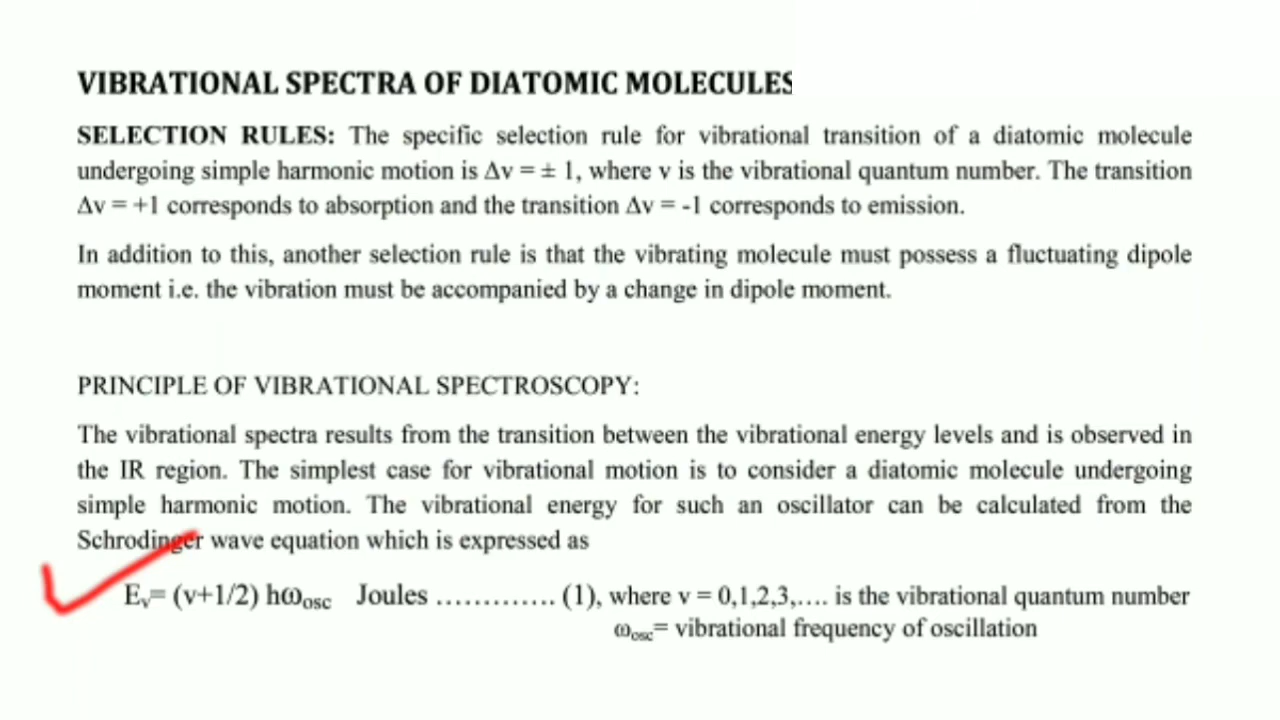 VIBRATIONAL SPECTRA OF DIATOMIC MOLECULES
SELECTION RULES: The specific selection rule for vibrational transition of a diatomic molecule
undergoing simple harmonic motion is Δv = ± 1, where v is the vibrational quantum number. The transition
Δv = +1 corresponds to absorption and the transition Δv = -1 corresponds to emission.
In addition to this, another selection rule is that the vibrating molecule must possess a fluctuating dipole
moment i.e. the vibration must be accompanied by a change in dipole moment.
PRINCIPLE OF VIBRATIONAL SPECTROSCOPY:
The vibrational spectra results from the transition between the vibrational energy levels and is observed in
the IR region. The simplest case for vibrational motion is to consider a diatomic molecule undergoing
simple harmonic motion. The vibrational energy for such an oscillator can be calculated from the
Schrodinger wave equation which is expressed as
Eᵥ= (v+1/2) hωosc Joules …………. (1), where v = 0,1,2,3,…. is the vibrational quantum number
ωosc= vibrational frequency of oscillation